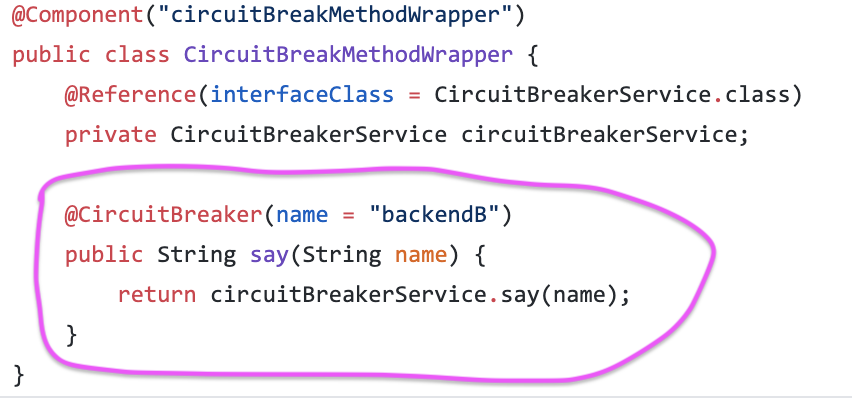 @Component("circuitBreakMethodWrapper")
public class CircuitBreakMethodWrapper {
@Reference(interfaceClass = CircuitBreakerService.class)
private CircuitBreakerService circuitBreakerService;
@CircuitBreaker(name = "backendB")
public String say(String name) {
return circuitBreakerService.say(name);
}
}